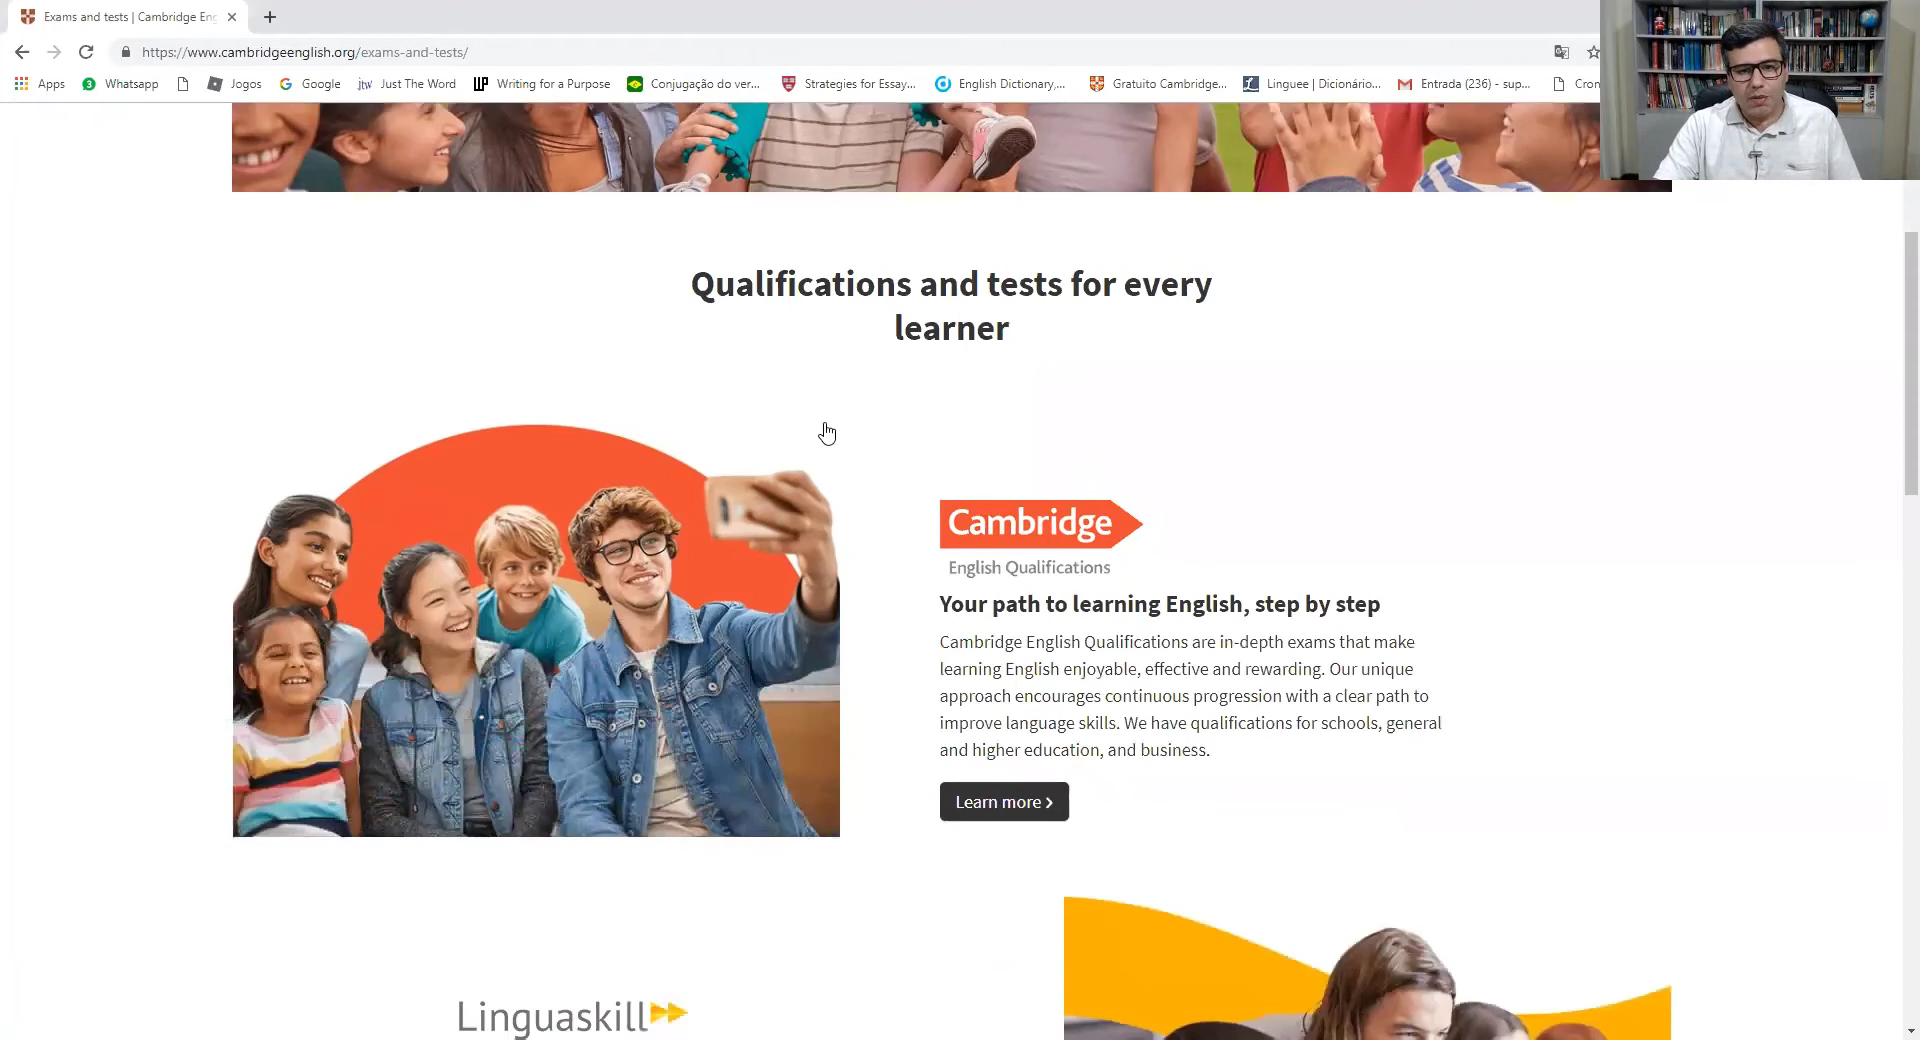 Exams and tests | Cambridge Eng
https://www.cambridgeenglish.org/exams-and-tests/
Apps Whatsapp Jogos Google Just The Word Writing for a Purpose Conjugação do ver... Strategies for Essay... English Dictionary,... Gratuito Cambridge... Linguee | Dicionário... Entrada (236) - sup... Cron
Qualifications and tests for every
learner
Cambridge
English Qualifications
Your path to learning English, step by step
Cambridge English Qualifications are in-depth exams that make
learning English enjoyable, effective and rewarding. Our unique
approach encourages continuous progression with a clear path to
improve language skills. We have qualifications for schools, general
and higher education, and business.
Learn more
Linguaskill